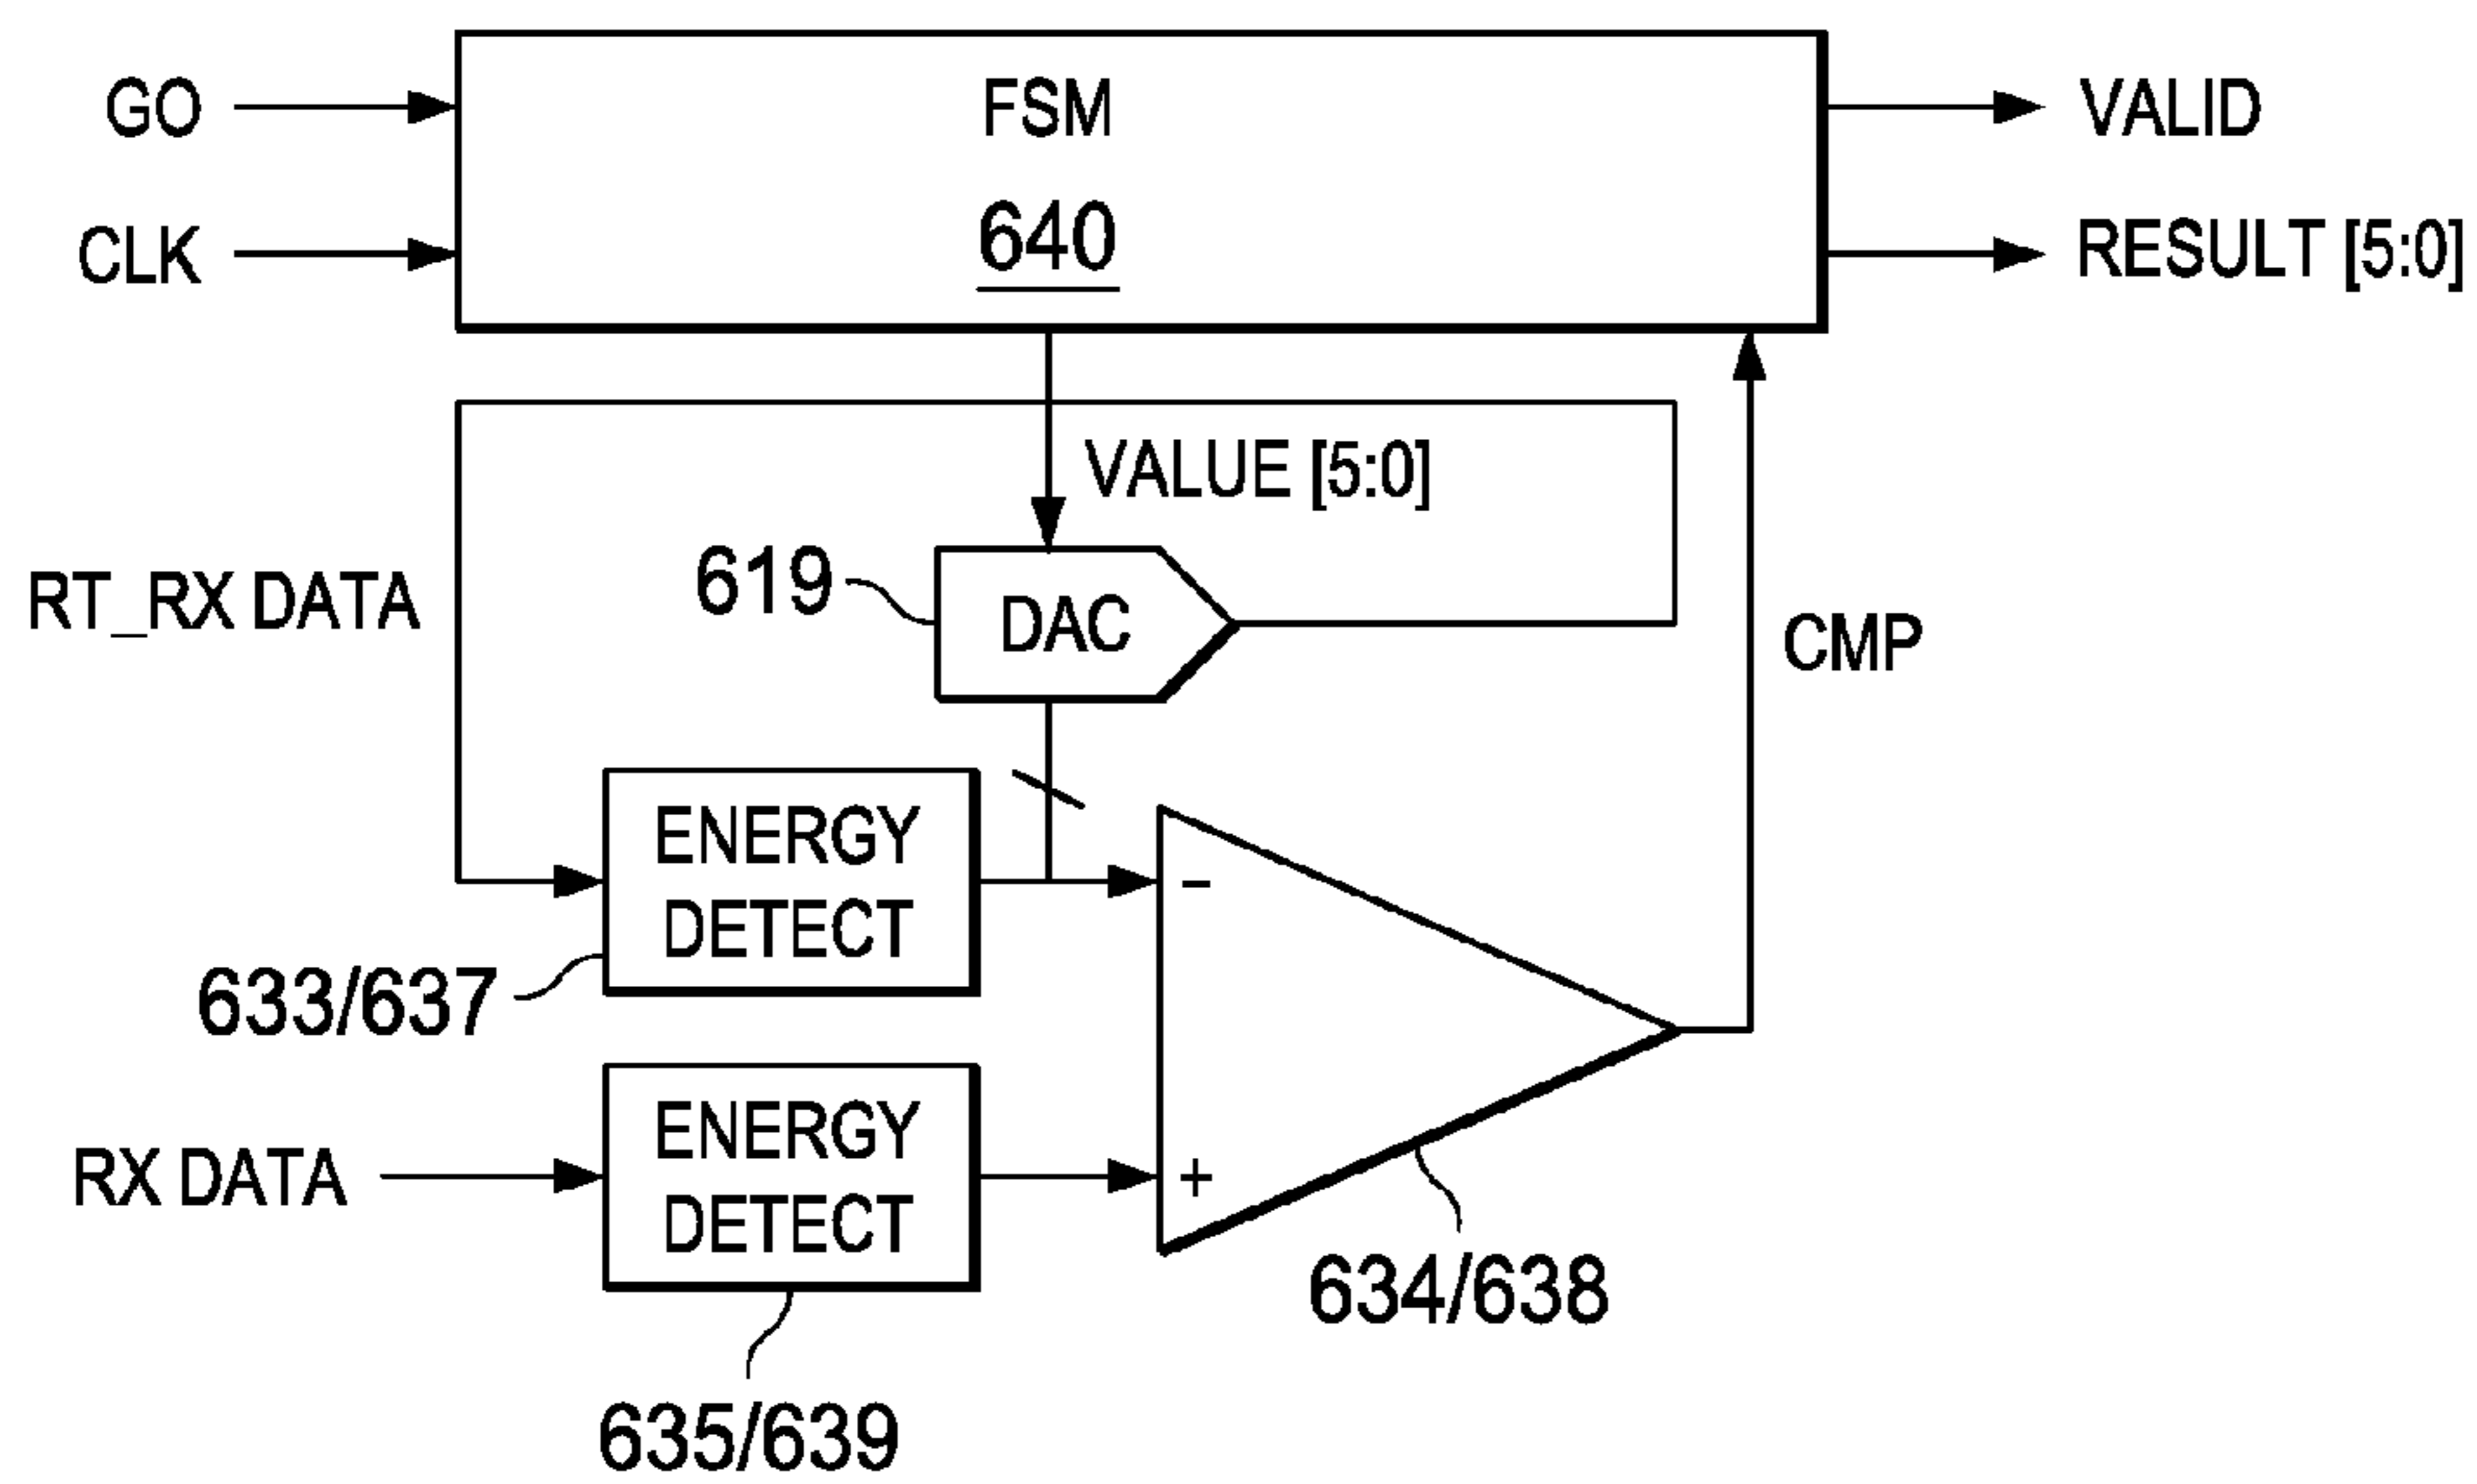 GO
FSM
VALID
CLK
640
RESULT [5:0]
VALUE [5:0]
RT_RX DATA
619
DAC
CMP
ENERGY
DETECT
-
633/637
ENERGY
DETECT
RX DATA
+
634/638
635/639